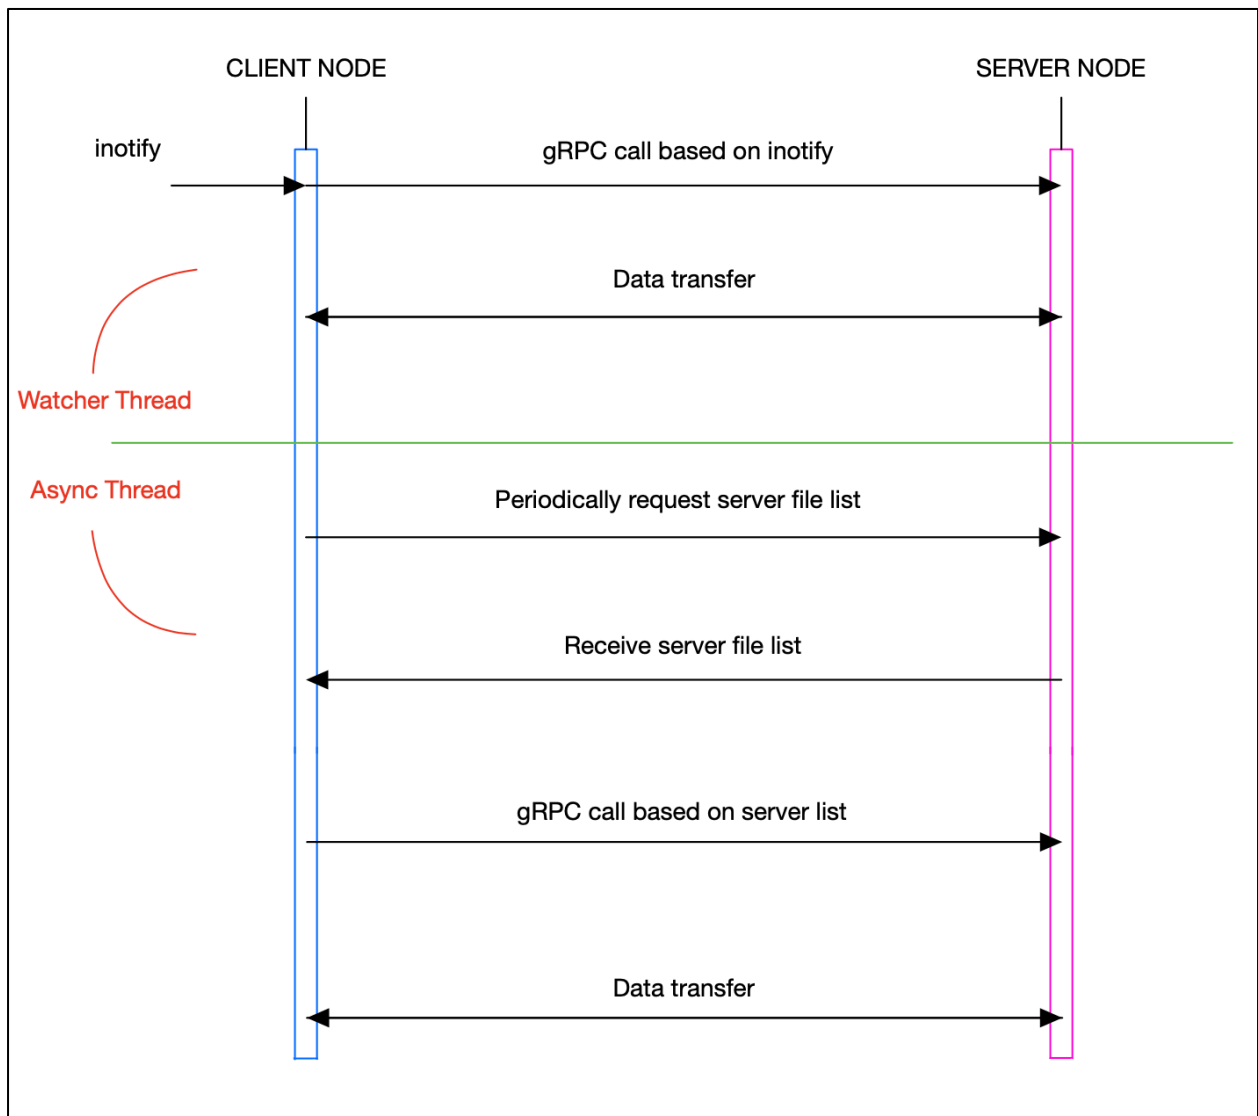 CLIENT NODE
SERVER NODE
inotify
gRPC call based on inotify
Data transfer
Watcher Thread
Async Thread
Periodically request server file list
Receive server file list
gRPC call based on server list
Data transfer